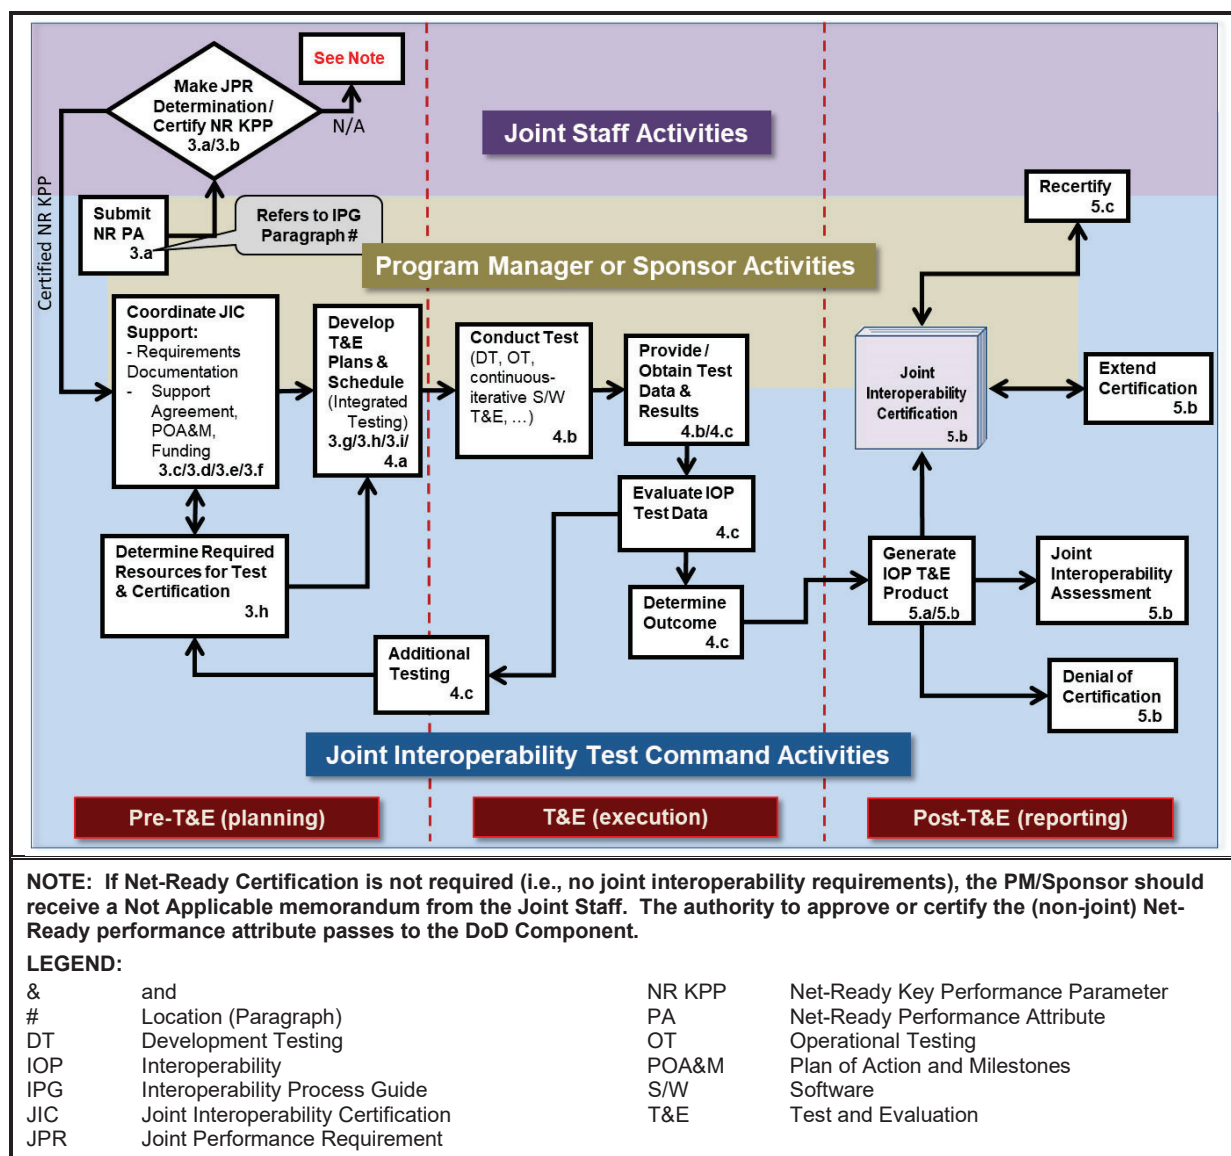 See Note
Make JPR
Determination /
Certify NR KPP
3.a/3.b
N/A
Joint Staff Activities
Certified NR KPP
Submit
NR PA
3.a
Refers to IPG
Paragraph #
Recertify
5.c
Program Manager or Sponsor Activities
Coordinate JIC
Support:
- Requirements
Documentation
- Support
Agreement,
POA&M,
Funding
3.c/3.d/3.e/3.f
Develop
T&E
Plans &
Schedule
(Integrated
Testing)
3.g/3.h/3.i/
4.a
Conduct Test
(DT, OT,
continuous-
iterative S/W
T&E, …)
4.b
Provide /
Obtain Test
Data &
Results
4.b/4.c
Joint
Interoperability
Certification
5.b
Extend
Certification
5.b
Evaluate IOP
Test Data
4.c
Determine Required
Resources for Test
& Certification
3.h
Generate
IOP T&E
Product
5.a/5.b
Joint
Interoperability
Assessment
5.b
Determine
Outcome
4.c
Additional
Testing
4.c
Denial of
Certification
5.b
Joint Interoperability Test Command Activities
Pre-T&E (planning)
T&E (execution)
Post-T&E (reporting)
NOTE: If Net-Ready Certification is not required (i.e., no joint interoperability requirements), the PM/Sponsor should
receive a Not Applicable memorandum from the Joint Staff. The authority to approve or certify the (non-joint) Net-
Ready performance attribute passes to the DoD Component.
LEGEND:
& and
# Location (Paragraph)
DT Development Testing
IOP Interoperability
IPG Interoperability Process Guide
JIC Joint Interoperability Certification
JPR Joint Performance Requirement
NR KPP Net-Ready Key Performance Parameter
PA Net-Ready Performance Attribute
OT Operational Testing
POA&M Plan of Action and Milestones
S/W Software
T&E Test and Evaluation